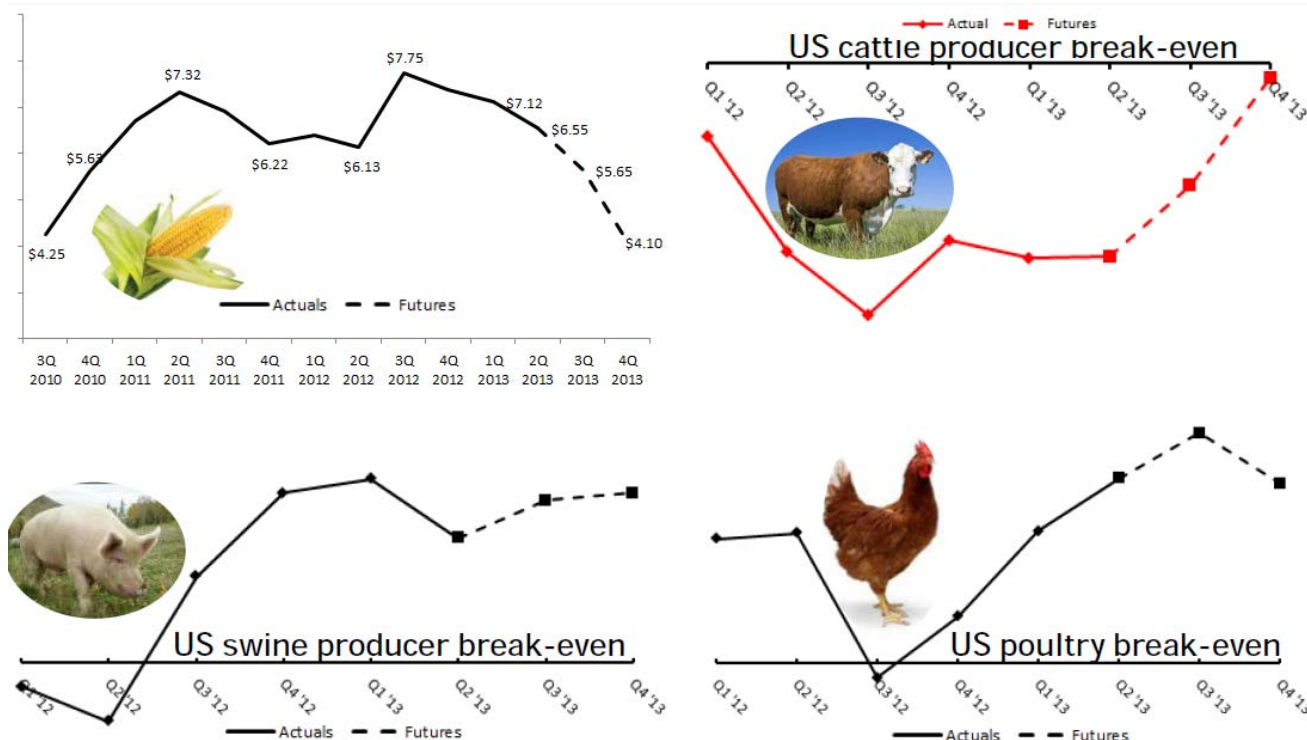 $7.75
$7.32
$7.12
$6.55
$6.22
$6.13
$5.63
$5.65
$4.25
$4.10
Actuals Futures
3Q 4Q 1Q 2Q 3Q 4Q 1Q 2Q 3Q 4Q 1Q 2Q 3Q 4Q
2010 2010 2011 2011 2011 2011 2012 2012 2012 2012 2013 2013 2013 2013
Actual Futures
US cattle producer break-even
Q1 '12 Q2 '12 Q3 '12 Q4 '12 Q1 '13 Q2 '13 Q3 '13 Q4 '13
US swine producer break-even
Q1 '12 Q2 '12 Q3 '12 Q4 '12 Q1 '13 Q2 '13 Q3 '13 Q4 '13
Actuals Futures
US poultry break-even
Q1 '12 Q2 '12 Q3 '12 Q4 '12 Q1 '13 Q2 '13 Q3 '13 Q4 '13
Actuals Futures